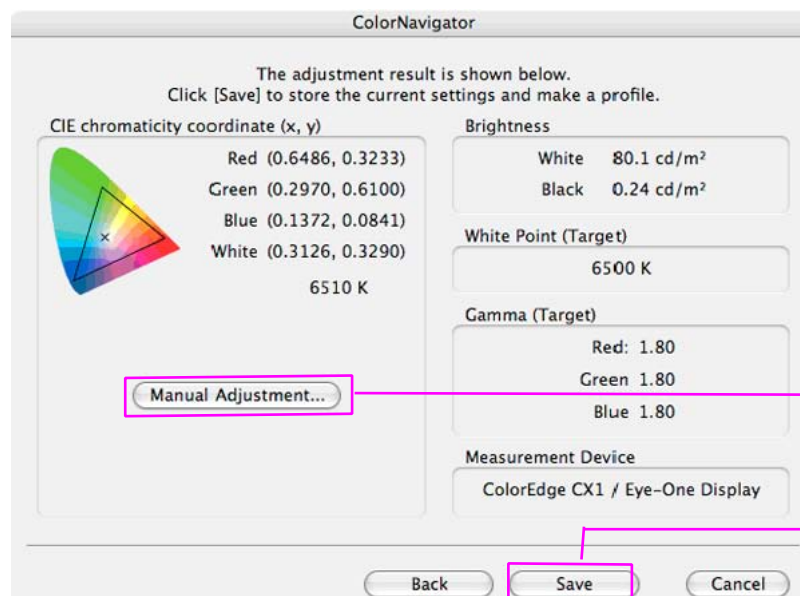 ColorNavigator
The adjustment result is shown below.
Click [Save] to store the current settings and make a profile.
CIE chromaticity coordinate (x, y)
Red (0.6486, 0.3233)
Green (0.2970, 0.6100)
Blue (0.1372, 0.0841)
White (0.3126, 0.3290)
6510 K
Manual Adjustment...
Brightness
White 80.1 cd/m²
Black 0.24 cd/m²
White Point (Target)
6500 K
Gamma (Target)
Red: 1.80
Green 1.80
Blue 1.80
Measurement Device
ColorEdge CX1 / Eye-One Display
Back Save Cancel